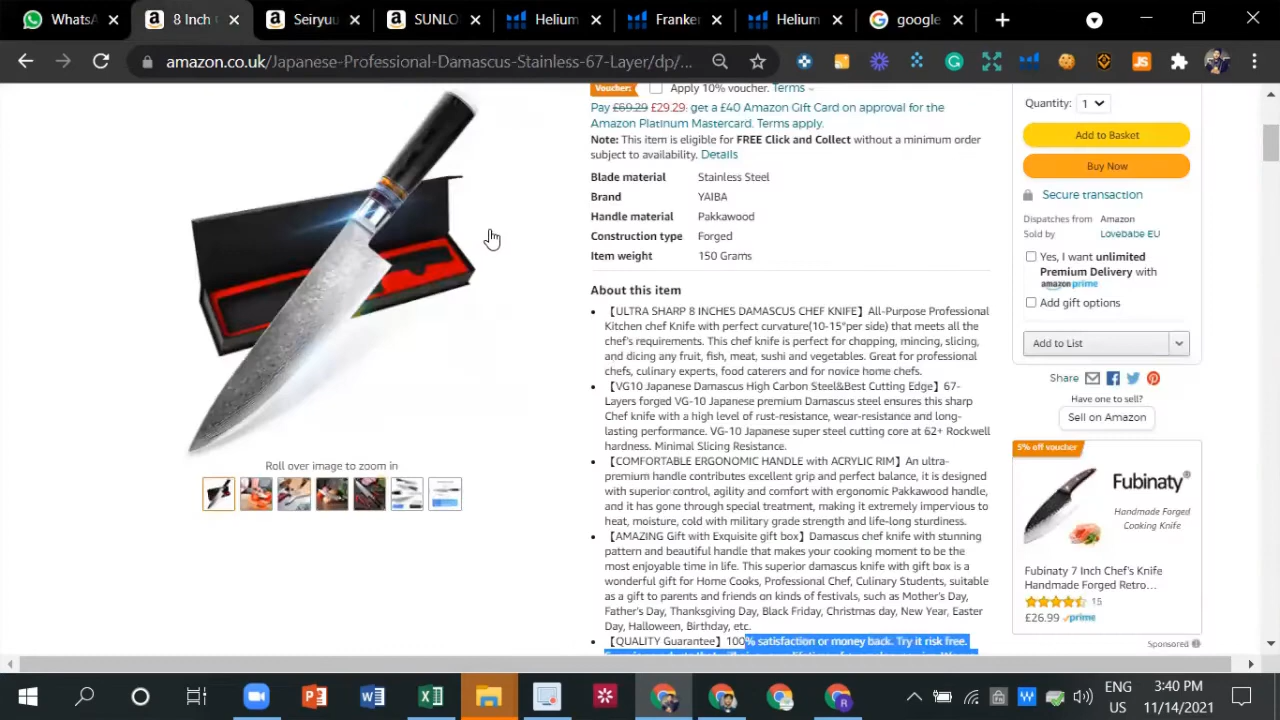 WhatsA
8 Inch
Seiryuu
SUNLO
Helium
Franke
Helium
google
amazon.co.uk/Japanese-Professional-Damascus-Stainless-67-Layer/dp/...
Voucher: Apply 10% voucher. Terms
Pay £69.29 £29.29: get a £40 Amazon Gift Card on approval for the
Amazon Platinum Mastercard. Terms apply.
Note: This item is eligible for FREE Click and Collect without a minimum order
subject to availability. Details
Blade material Stainless Steel
Brand YAIBA
Handle material Pakkawood
Construction type Forged
Item weight 150 Grams
About this item
【ULTRA SHARP 8 INCHES DAMASCUS CHEF KNIFE】All-Purpose Professional
Kitchen chef Knife with perfect curvature(10-15°per side) that meets all the
chef's requirements. This chef knife is perfect for chopping, mincing, slicing,
and dicing any fruit, fish, meat, sushi and vegetables. Great for professional
chefs, culinary experts, food caterers and for novice home chefs.
【VG10 Japanese Damascus High Carbon Steel&Best Cutting Edge】67-
Layers forged VG-10 Japanese premium Damascus steel ensures this sharp
Chef knife with a high level of rust-resistance, wear-resistance and long-
lasting performance. VG-10 Japanese super steel cutting core at 62+ Rockwell
hardness. Minimal Slicing Resistance.
【COMFORTABLE ERGONOMIC HANDLE with ACRYLIC RIM】An ultra-
premium handle contributes excellent grip and perfect balance, it is designed
with superior control, agility and comfort with ergonomic Pakkawood handle,
and it has gone through special treatment, making it extremely impervious to
heat, moisture, cold with military grade strength and life-long sturdiness.
【AMAZING Gift with Exquisite gift box】Damascus chef knife with stunning
pattern and beautiful handle that makes your cooking moment to be the
most enjoyable time in life. This superior damascus knife with gift box is a
wonderful gift for Home Cooks, Professional Chef, Culinary Students, suitable
as a gift to parents and friends on kinds of festivals, such as Mother's Day,
Father's Day, Thanksgiving Day, Black Friday, Christmas day, New Year, Easter
Day, Halloween, Birthday, etc.
【QUALITY Guarantee】100% satisfaction or money back. Try it risk free.
Roll over image to zoom in
Quantity: 1
Add to Basket
Buy Now
Secure transaction
Dispatches from Amazon
Sold by Lovebabe EU
Yes, I want unlimited
Premium Delivery with
amazon prime
Add gift options
Add to List
Share
Have one to sell?
Sell on Amazon
5% off voucher
Fubinaty®
Handmade Forged
Cooking Knife
Fubinaty 7 Inch Chef's Knife
Handmade Forged Retro...
15
£26.99 prime
Sponsored
ENG
US
3:40 PM
11/14/2021